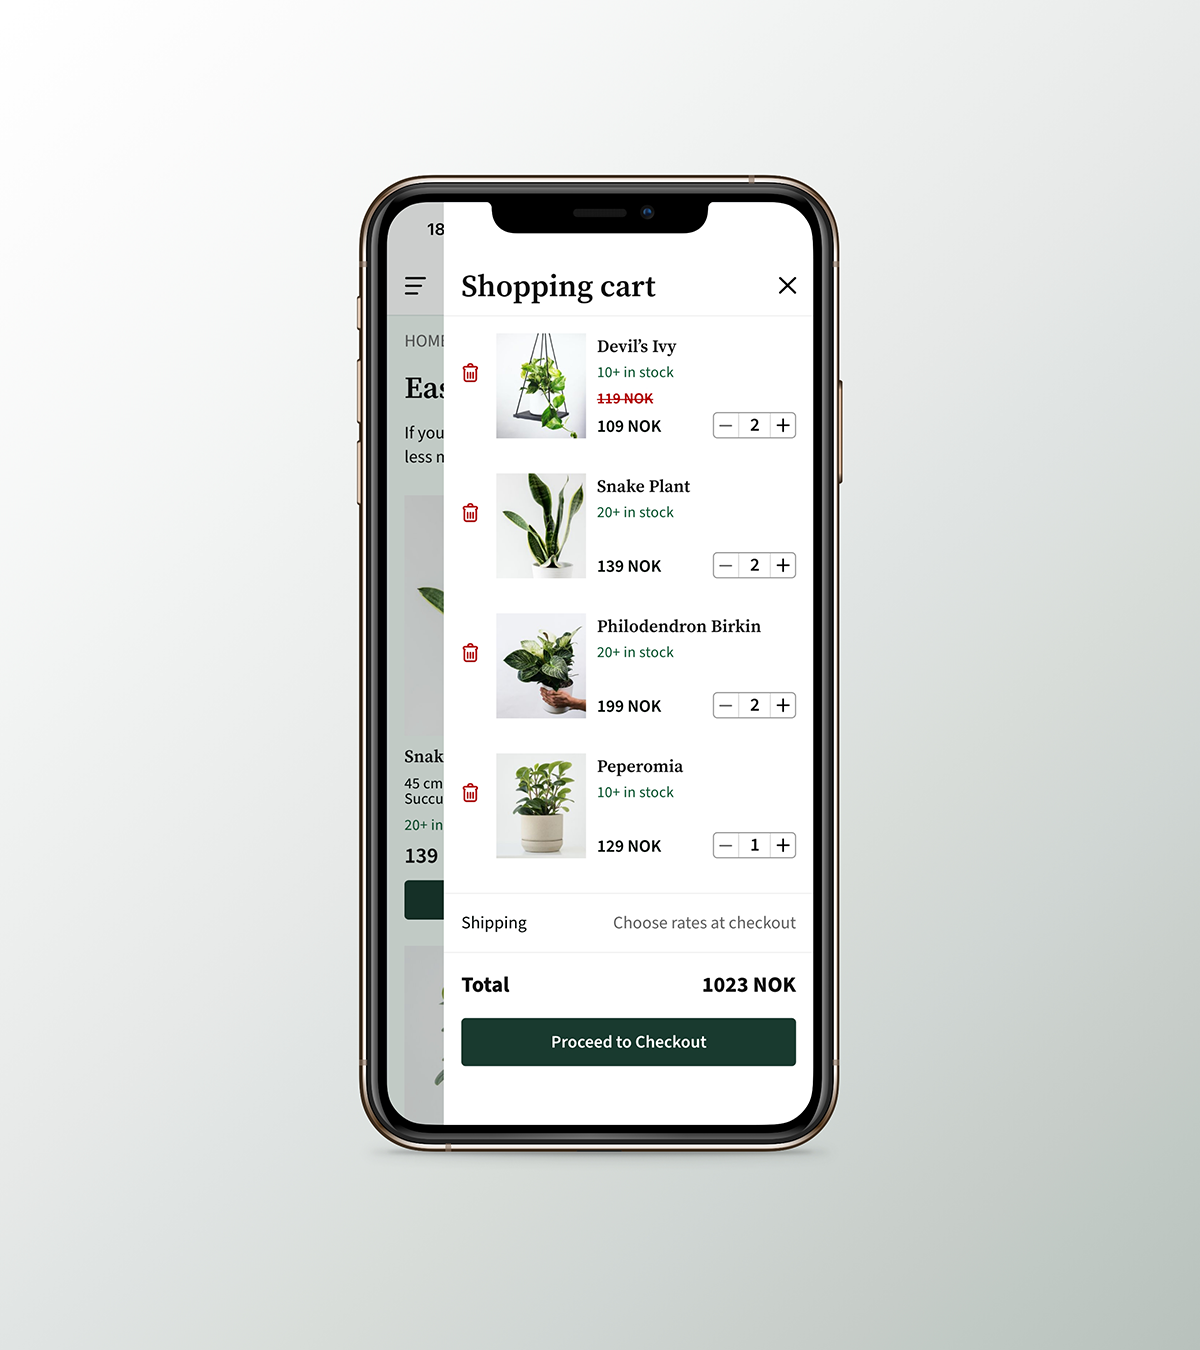 18
HOME
Eas
If you
less n
Snak
45 cm
Succu
20+ in
139
Shopping cart
Devil's Ivy
10+ in stock
119 NOK
109 NOK
2
Snake Plant
20+ in stock
139 NOK
2
Philodendron Birkin
20+ in stock
199 NOK
2
Peperomia
10+ in stock
129 NOK
1
Shipping
Choose rates at checkout
Total
1023 NOK
Proceed to Checkout